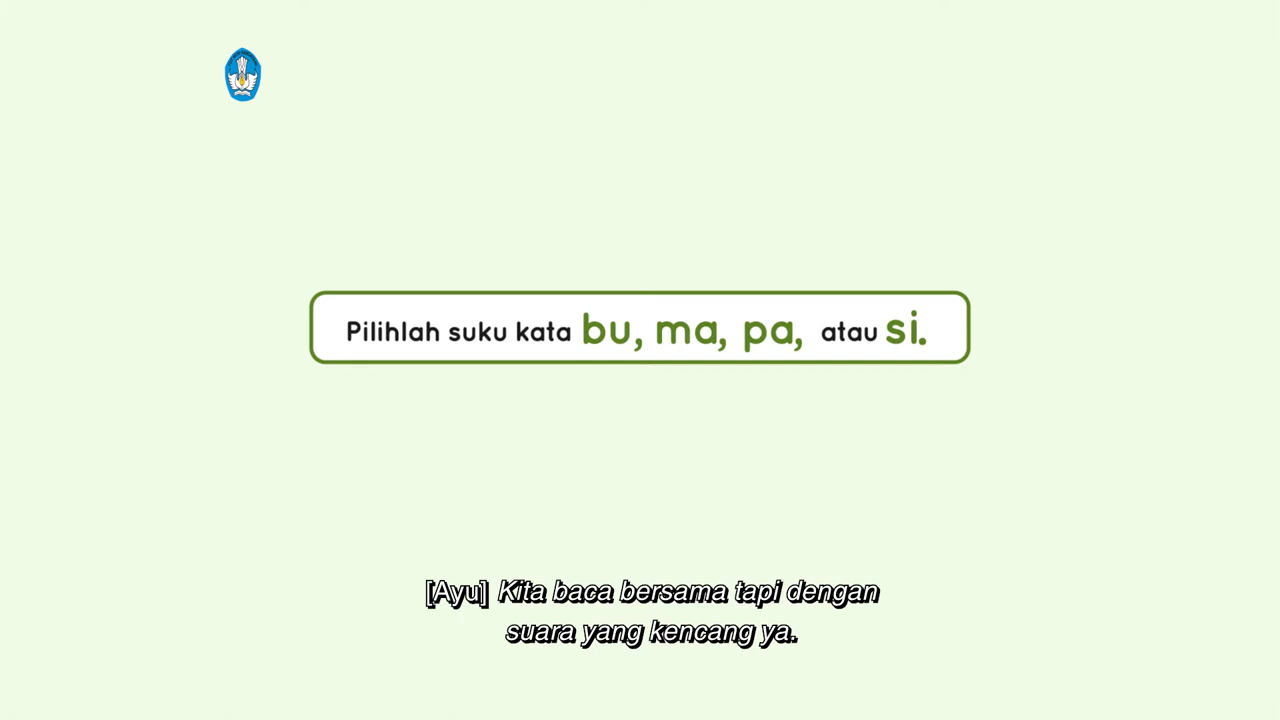 Pilihlah suku kata bu, ma, pa, atau si.
[Ayu] Kita baca bersama tapi dengan
suara yang kencang ya.